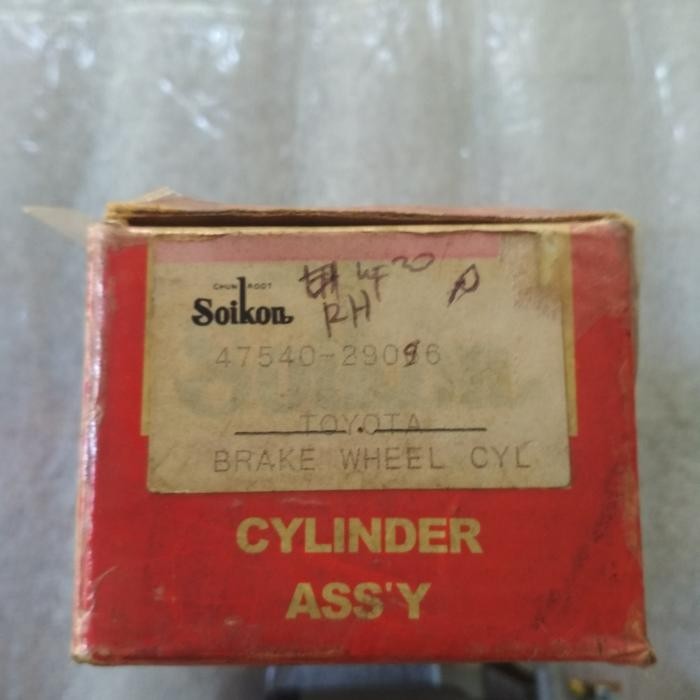 CHUN ROOT
Soikon
RH
47540-29096
TOYOTA
BRAKE WHEEL CYL
CYLINDER
ASS'Y